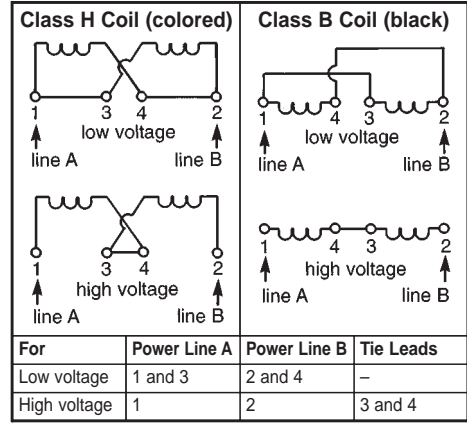 Class H Coil (colored)
1 3 4 2
low voltage
line A line B
1 3 4 2
high voltage
line A line B
Class B Coil (black)
1 4 3 2
low voltage
line A line B
1 4 3 2
high voltage
line A line B
For Power Line A Power Line B Tie Leads
Low voltage 1 and 3 2 and 4 –
High voltage 1 2 3 and 4